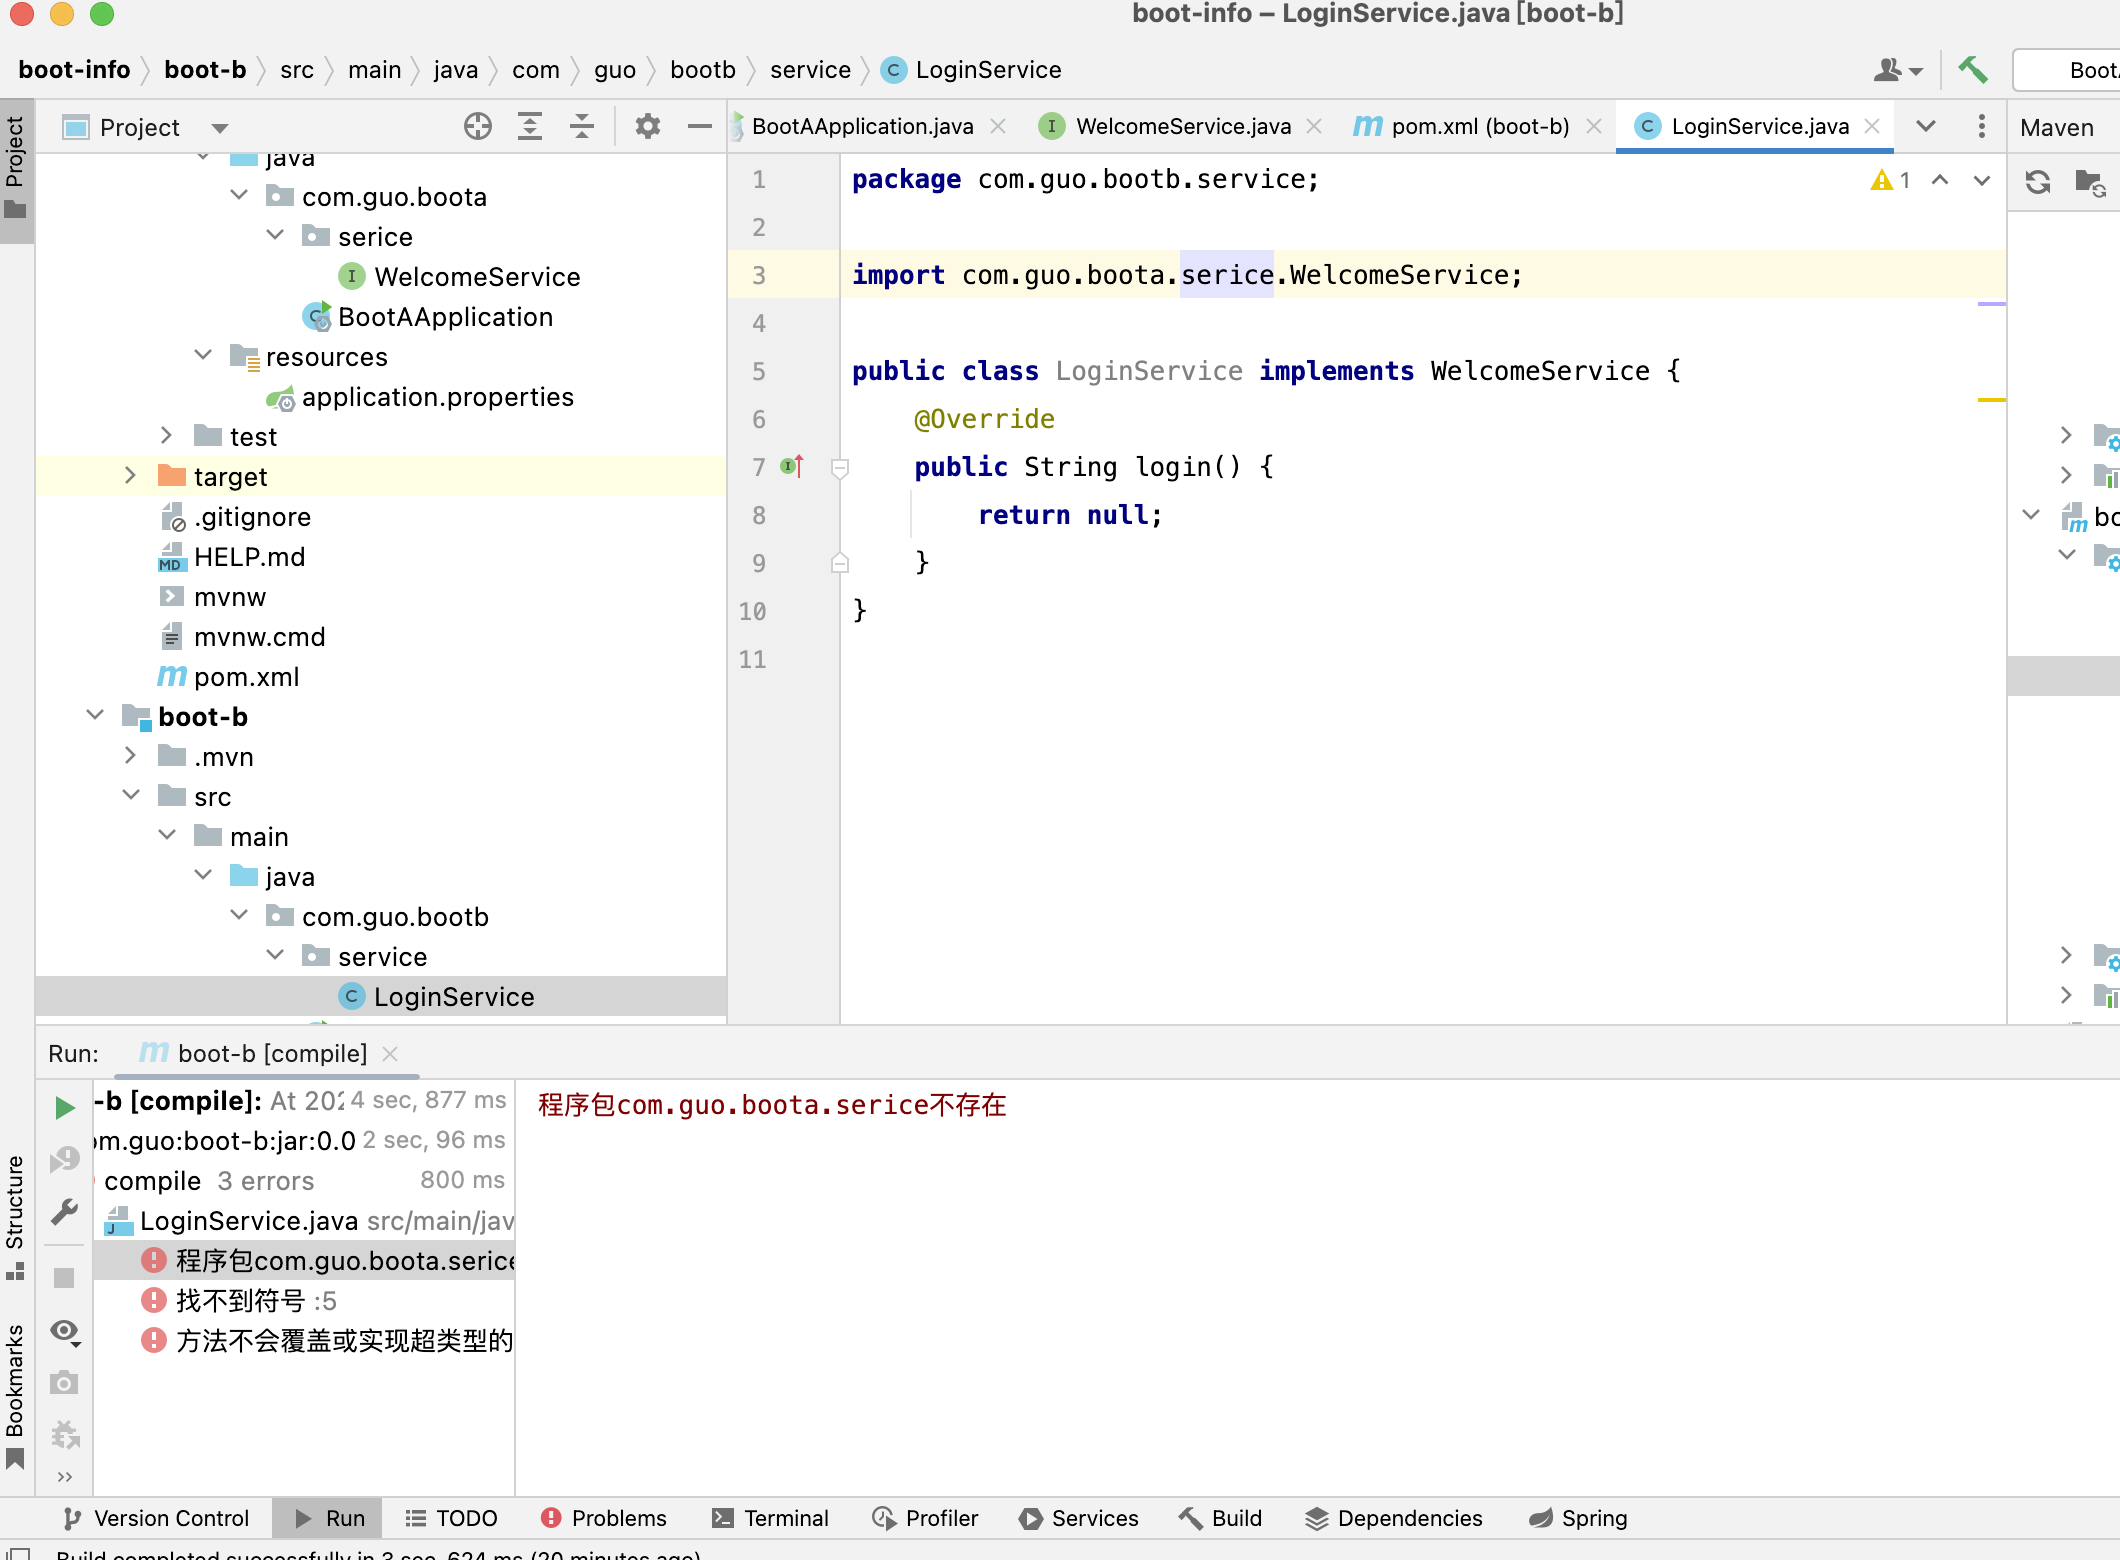 boot-info – LoginService.java [boot-b]
boot-info boot-b src main java com guo bootb service LoginService
Project
BootAApplication.java WelcomeService.java pom.xml (boot-b) LoginService.java
Maven
Project
java
com.guo.boota
serice
WelcomeService
BootAApplication
resources
application.properties
test
target
.gitignore
HELP.md
mvnw
mvnw.cmd
pom.xml
boot-b
.mvn
src
main
java
com.guo.bootb
service
LoginService
1 package com.guo.bootb.service;
1
2
3 import com.guo.boota.serice.WelcomeService;
4
5 public class LoginService implements WelcomeService {
6 @Override
7 public String login() {
8 return null;
9 }
10 }
11
Run: boot-b [compile]
-b [compile]: At 202 4 sec, 877 ms
om.guo:boot-b:jar:0.0 2 sec, 96 ms
compile 3 errors 800 ms
LoginService.java src/main/jav
程序包com.guo.boota.serice
找不到符号 :5
方法不会覆盖或实现超类型的
程序包com.guo.boota.serice不存在
Structure
Bookmarks
Version Control Run TODO Problems Terminal Profiler Services Build Dependencies Spring
Build completed successfully in 3 sec, 624 ms (20 minutes ago)